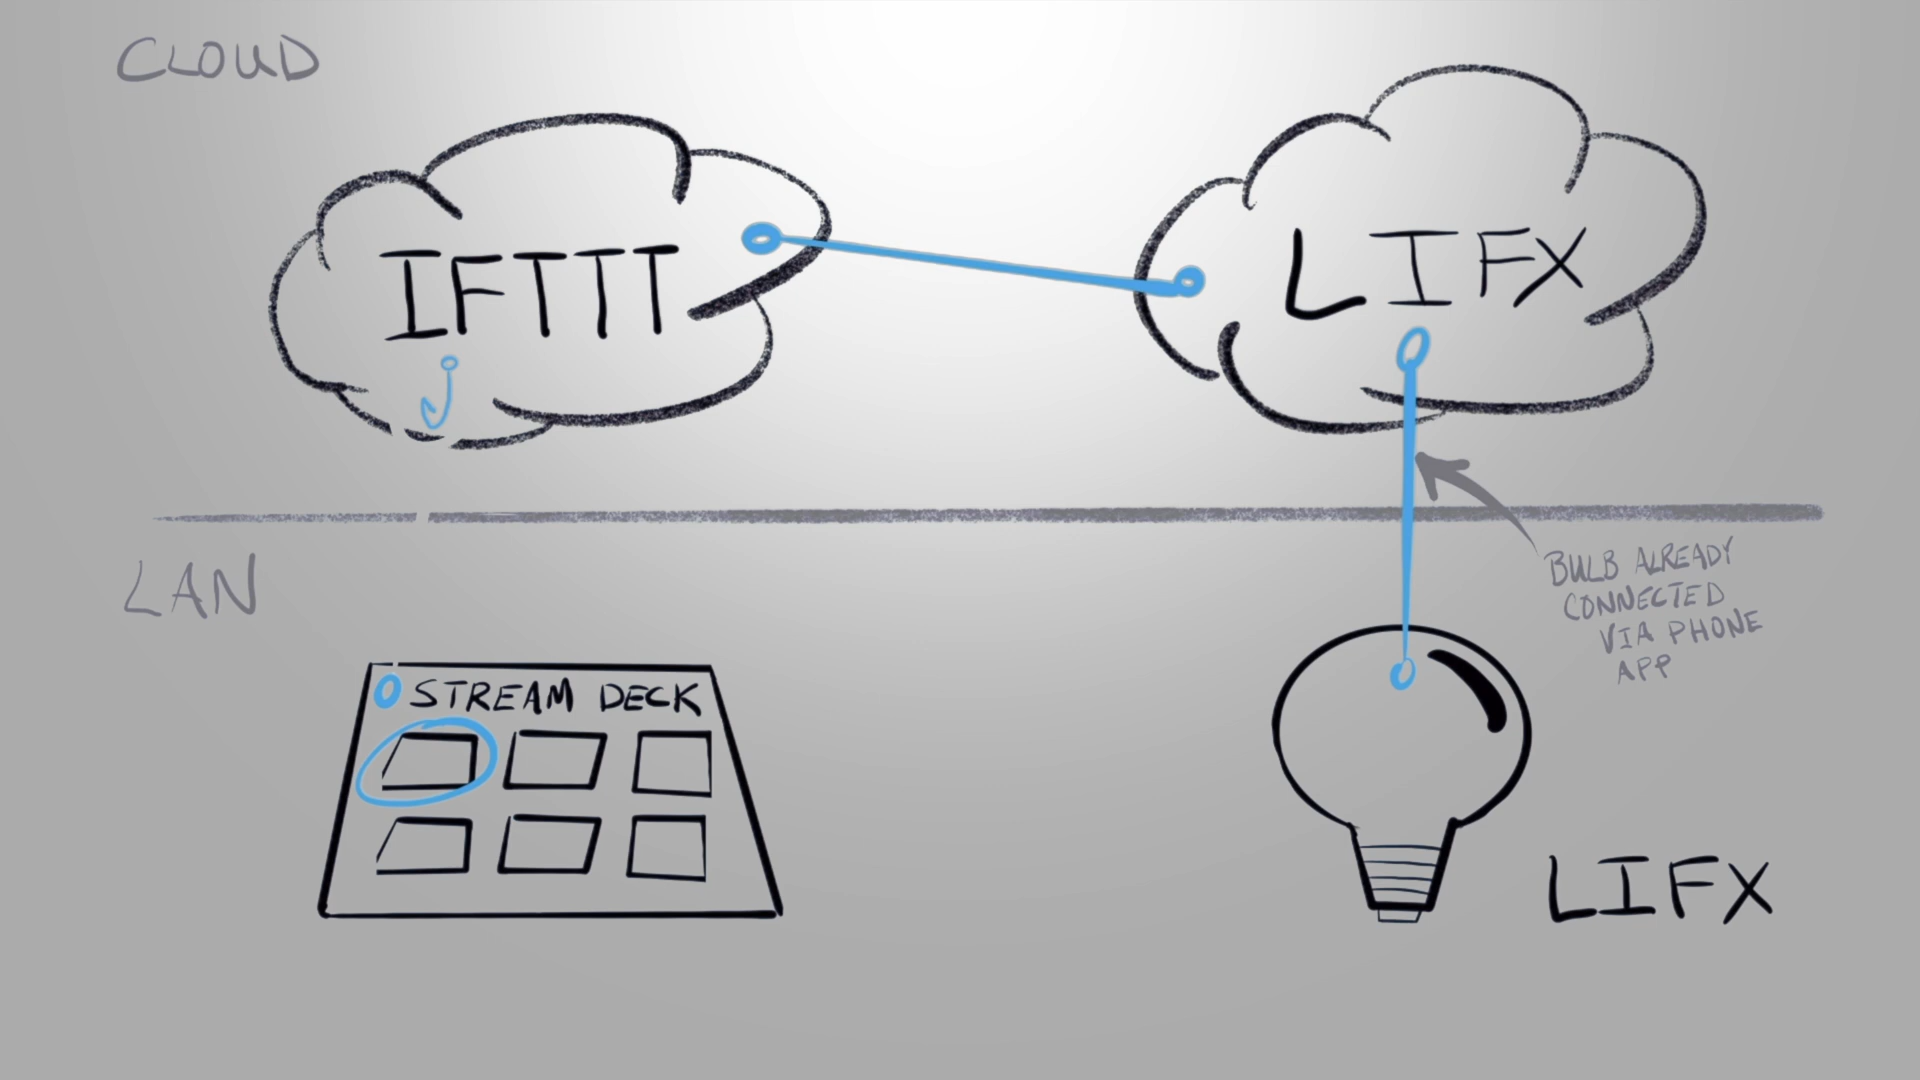 CLOUD
IFTTT
LIFX
LAN
BULB ALREADY
CONNECTED
VIA PHONE
APP
STREAM DECK
LIFX